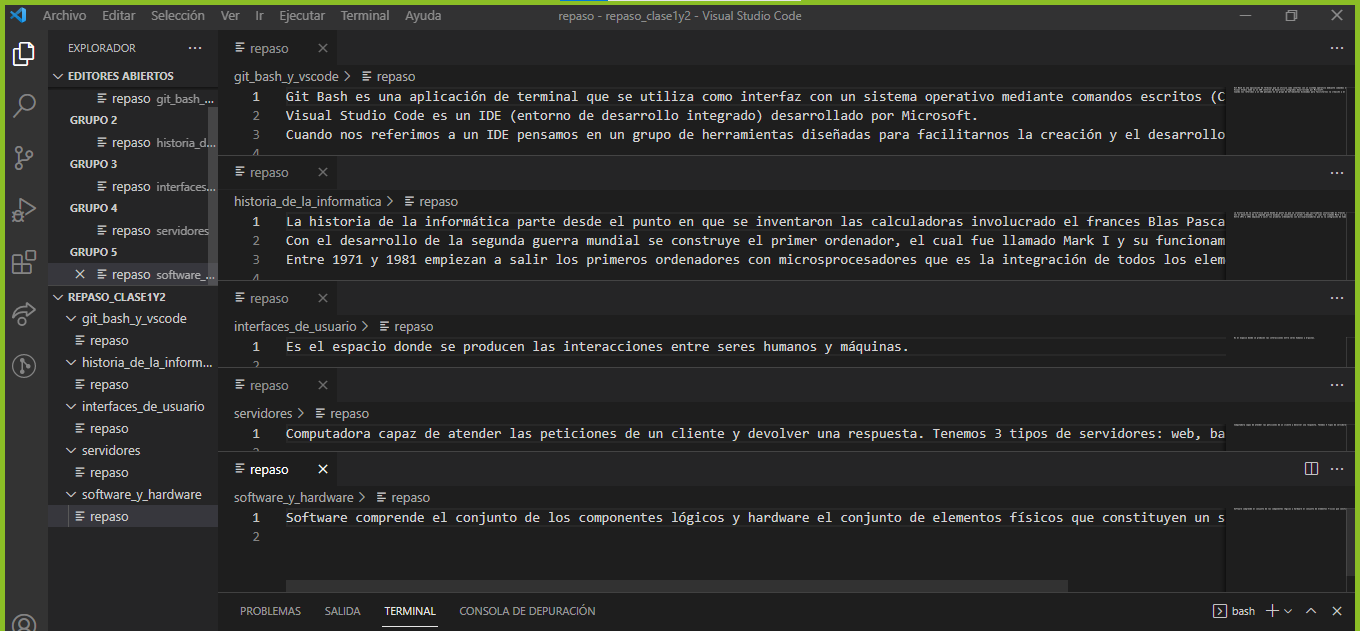 Archivo Editar Selección Ver Ir Ejecutar Terminal Ayuda
repaso - repaso_clase1y2 - Visual Studio Code
EXPLORADOR
EDITORES ABIERTOS
repaso git_bash_...
GRUPO 2
repaso historia_d...
GRUPO 3
repaso interfaces...
GRUPO 4
repaso servidores
GRUPO 5
repaso software_...
REPASO_CLASE1Y2
git_bash_y_vscode
repaso
historia_de_la_inform...
repaso
interfaces_de_usuario
repaso
servidores
repaso
software_y_hardware
repaso
repaso
git_bash_y_vscode > repaso
1 Git Bash es una aplicación de terminal que se utiliza como interfaz con un sistema operativo mediante comandos escritos (C
2 Visual Studio Code es un IDE (entorno de desarrollo integrado) desarrollado por Microsoft.
3 Cuando nos referimos a un IDE pensamos en un grupo de herramientas diseñadas para facilitarnos la creación y el desarrollo
4
repaso
historia_de_la_informatica > repaso
1 La historia de la informática parte desde el punto en que se inventaron las calculadoras involucrado el frances Blas Pasca
2 Con el desarrollo de la segunda guerra mundial se construye el primer ordenador, el cual fue llamado Mark I y su funcionam
3 Entre 1971 y 1981 empiezan a salir los primeros ordenadores con microsprocesadores que es la integración de todos los elem
4
repaso
interfaces_de_usuario > repaso
1 Es el espacio donde se producen las interacciones entre seres humanos y máquinas.
2
repaso
servidores > repaso
1 Computadora capaz de atender las peticiones de un cliente y devolver una respuesta. Tenemos 3 tipos de servidores: web, ba
2
repaso
software_y_hardware > repaso
1 Software comprende el conjunto de los componentes lógicos y hardware el conjunto de elementos físicos que constituyen un s
2
PROBLEMAS SALIDA TERMINAL CONSOLA DE DEPURACIÓN
bash